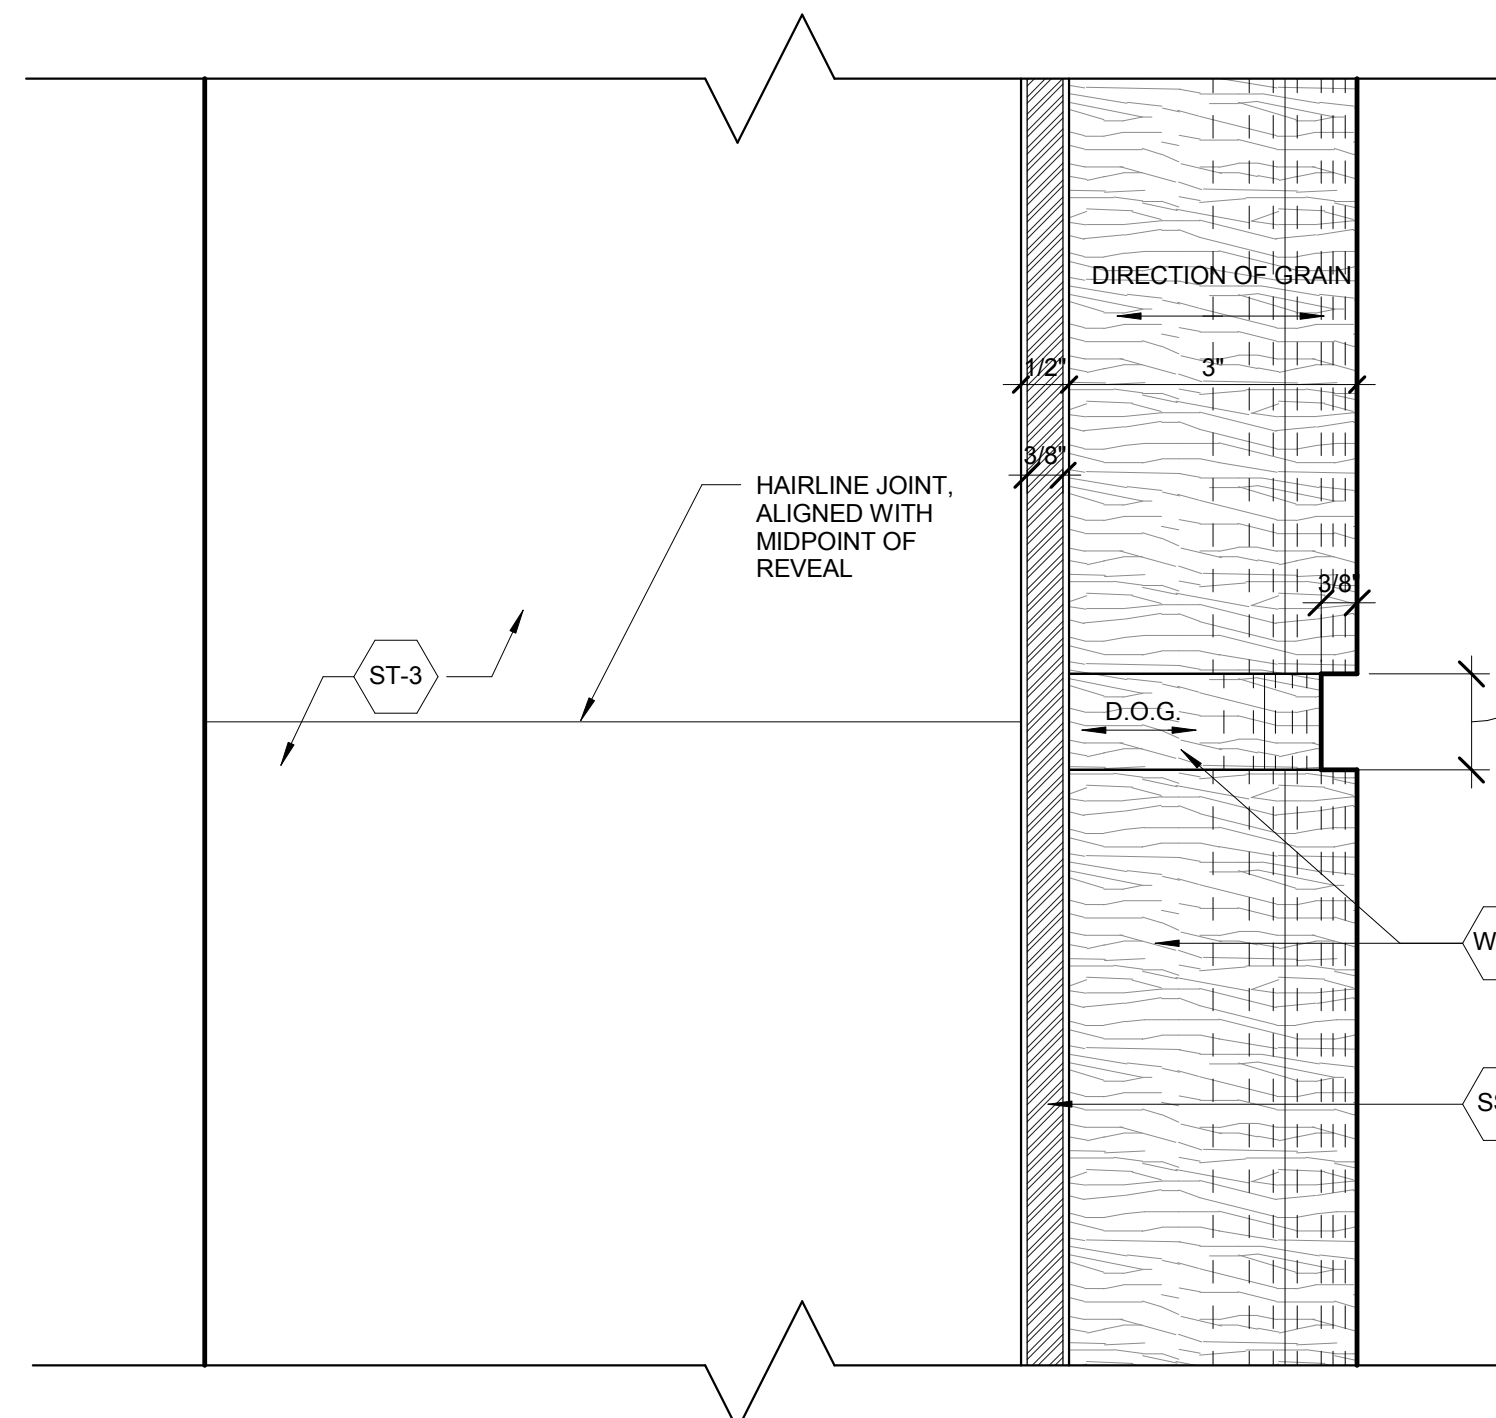 DIRECTION OF GRAIN
1/2"
3"
3/8"
HAIRLINE JOINT,
ALIGNED WITH
MIDPOINT OF
REVEAL
3/8"
ST-3
D.O.G.